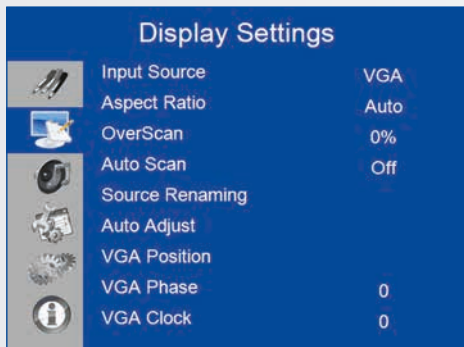 Display Settings
Input Source VGA
Aspect Ratio Auto
OverScan 0%
Auto Scan Off
Source Renaming
Auto Adjust
VGA Position
VGA Phase 0
VGA Clock 0